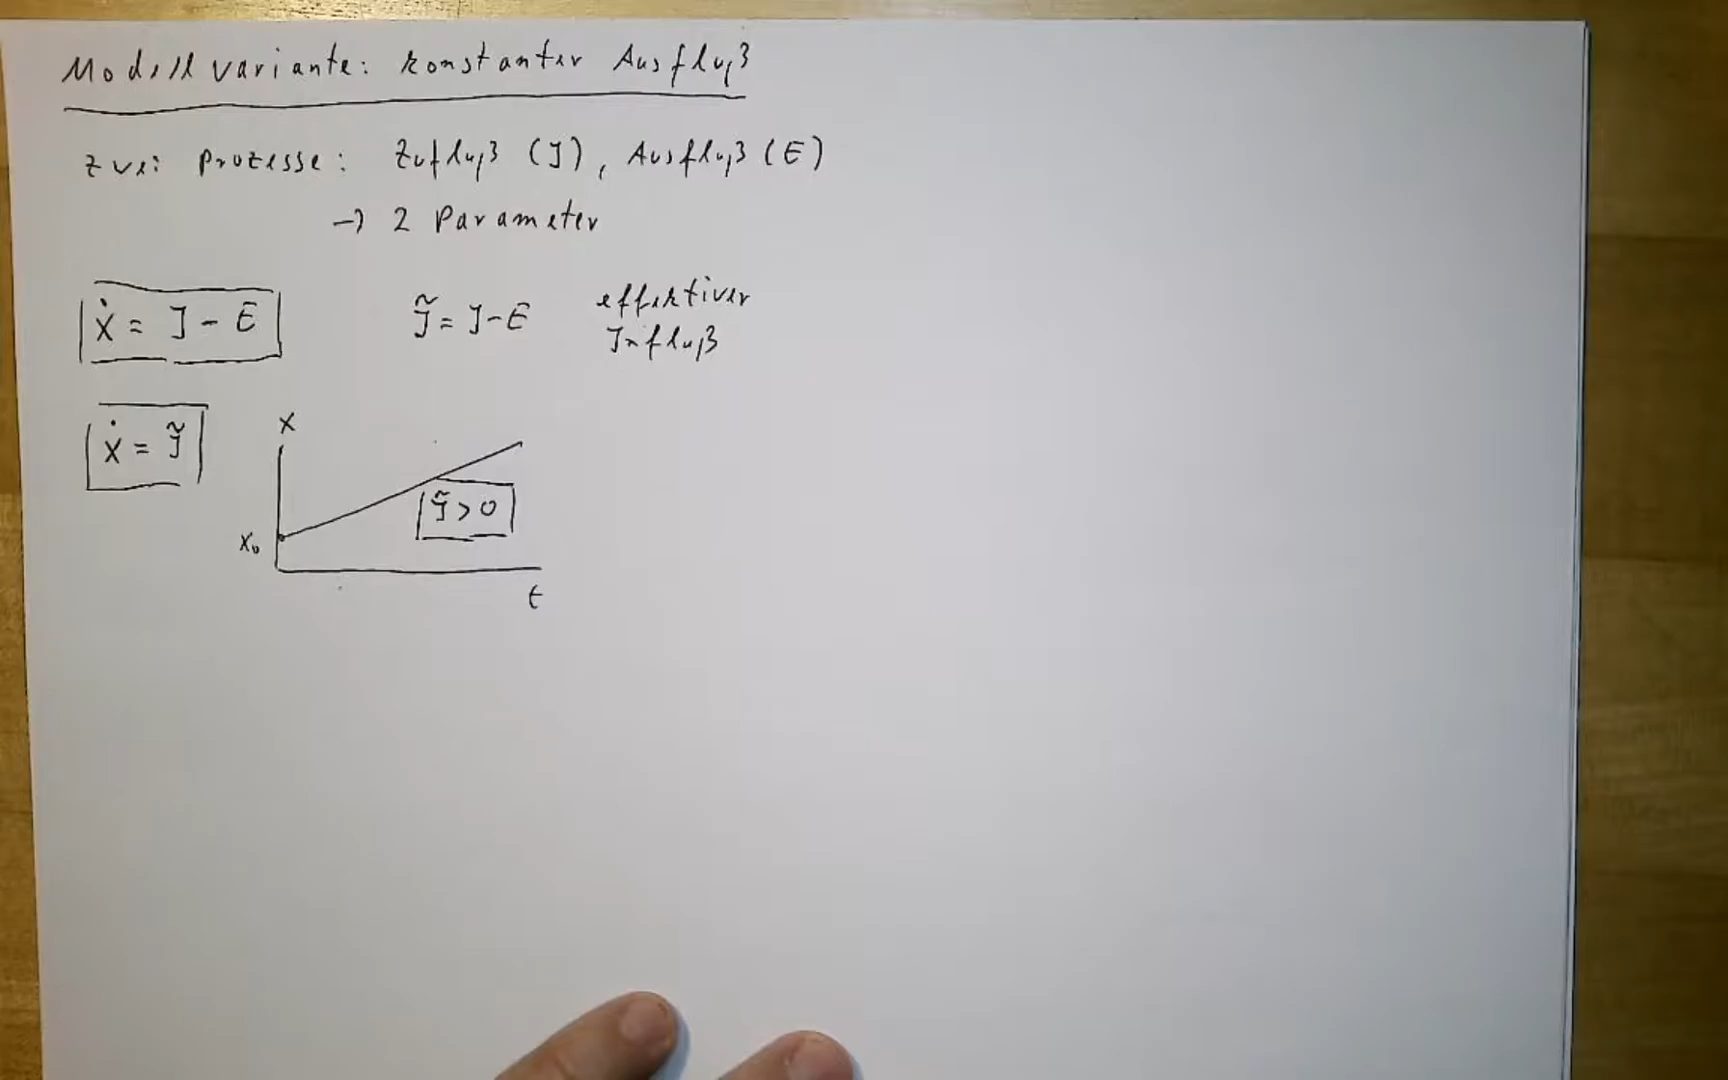 Modellvariante: konstanter Ausfluß
zwei Prozesse: Zufluß (J), Ausfluß (E)
→ 2 Parameter
ẋ = J - E
J̃ = J - E
effektiver
Influß
ẋ = J̃
x
J̃ > 0
x₀
t